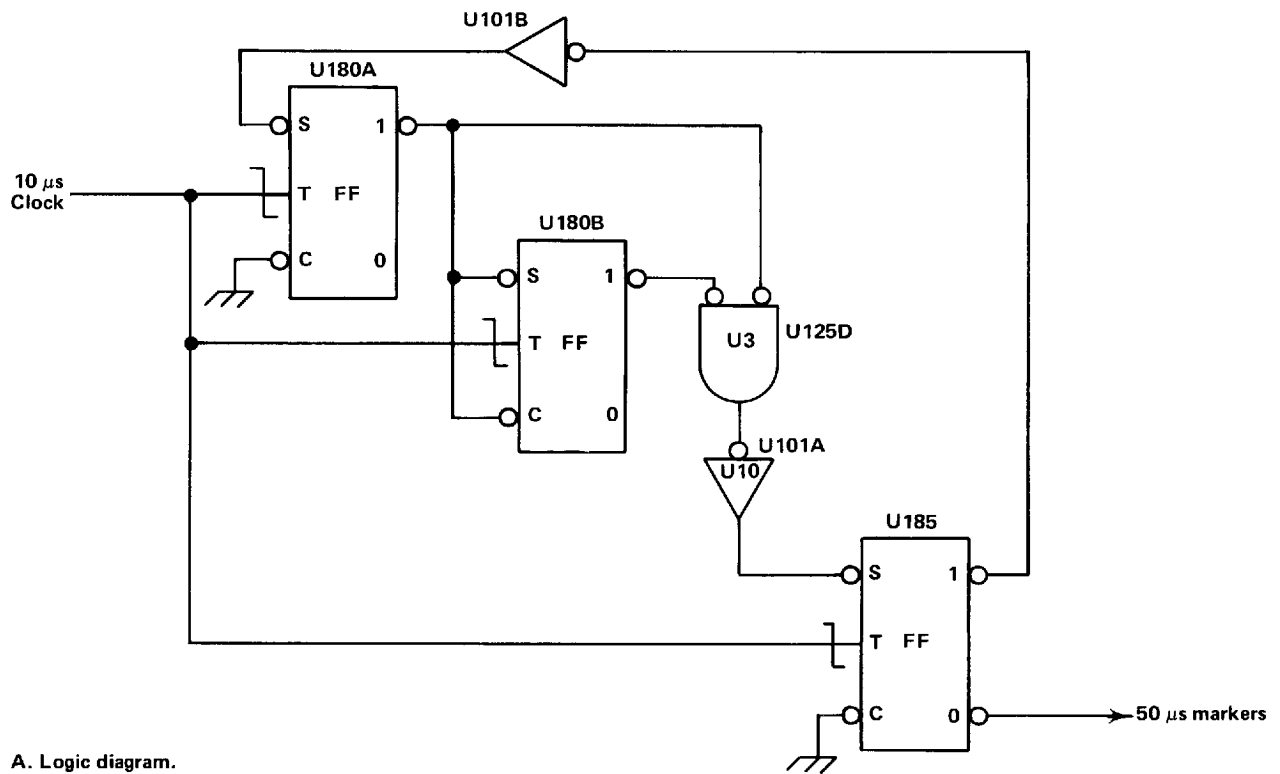 U101B
U180A
S
1
10 μs
Clock
T FF
C
0
U180B
S
1
T FF
C
0
U3
U125D
U101A
U10
U185
S
1
T FF
C
0
50 μs markers
A. Logic diagram.